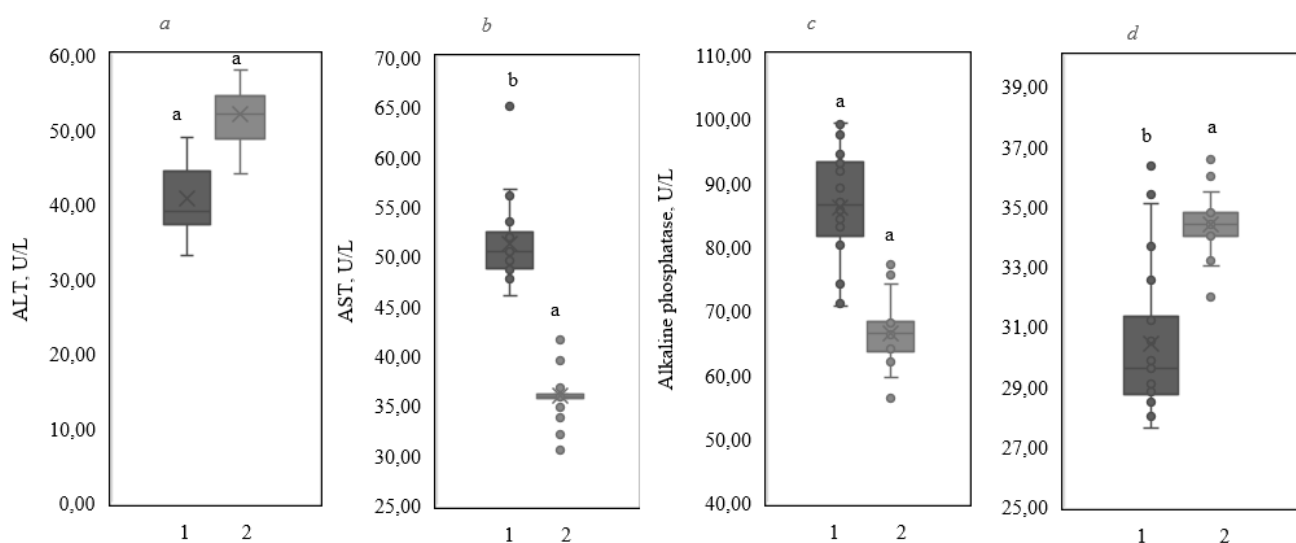 a
ALT, U/L
60,00
50,00
40,00
30,00
20,00
10,00
0,00
a
a
1
2
b
AST, U/L
70,00
65,00
60,00
55,00
50,00
45,00
40,00
35,00
30,00
25,00
b
a
1
2
c
Alkaline phosphatase, U/L
110,00
100,00
90,00
80,00
70,00
60,00
50,00
40,00
a
a
1
2
d
39,00
37,00
35,00
33,00
31,00
29,00
27,00
25,00
b
a
1
2